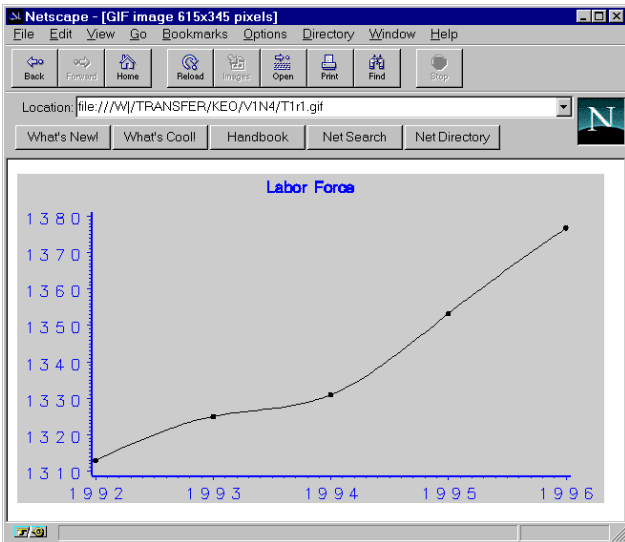 Netscape - [GIF image 615x345 pixels]
File Edit View Go Bookmarks Options Directory Window Help
Back Forward Home Reload Images Open Print Find Stop
Location: file:///W|/TRANSFER/KEO/V1N4/T1r1.gif
N
What's New! What's Cool! Handbook Net Search Net Directory
Labor Force
1380
1370
1360
1350
1340
1330
1320
1310
1992 1993 1994 1995 1996